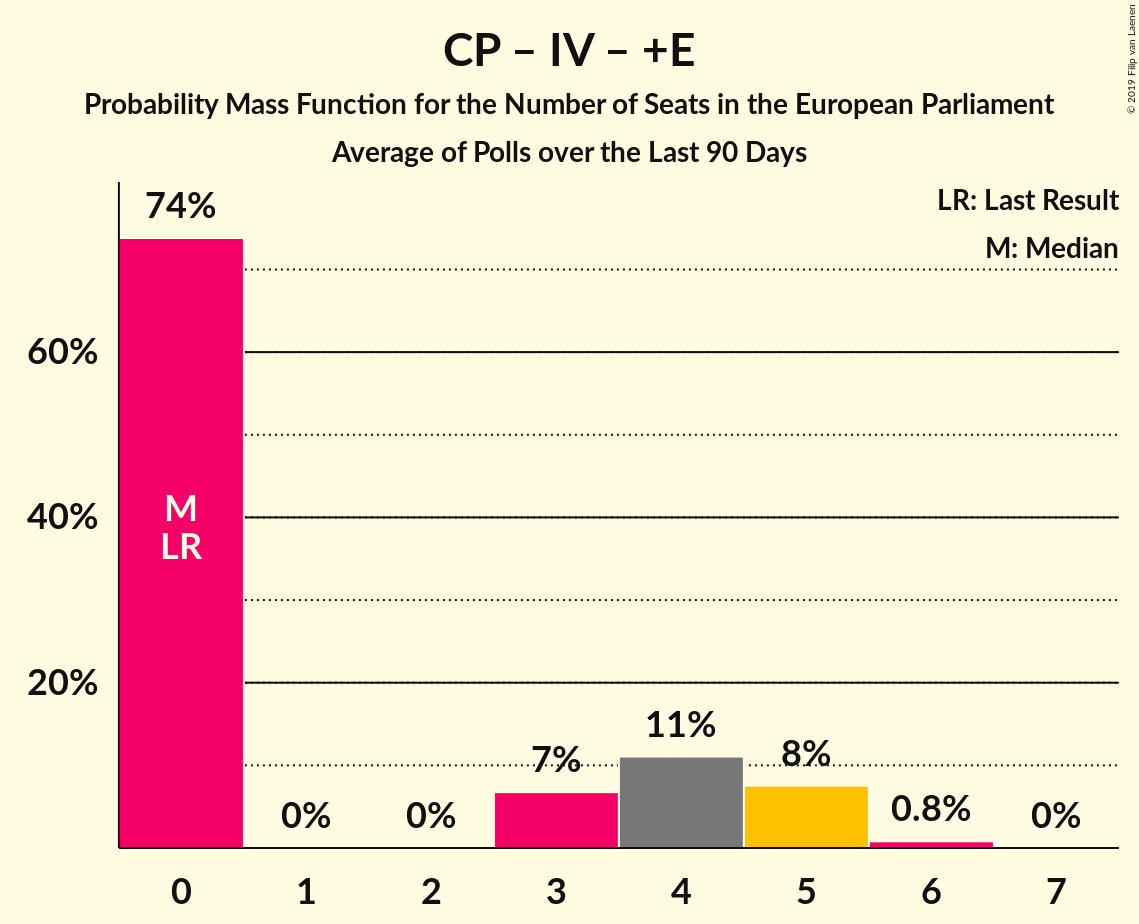 CP – IV – +E
Probability Mass Function for the Number of Seats in the European Parliament
Average of Polls over the Last 90 Days
© 2019 Filip van Laenen
LR: Last Result
M: Median
74%
60%
40%
20%
M
LR
0%
0%
7%
11%
8%
0.8%
0%
0 1 2 3 4 5 6 7